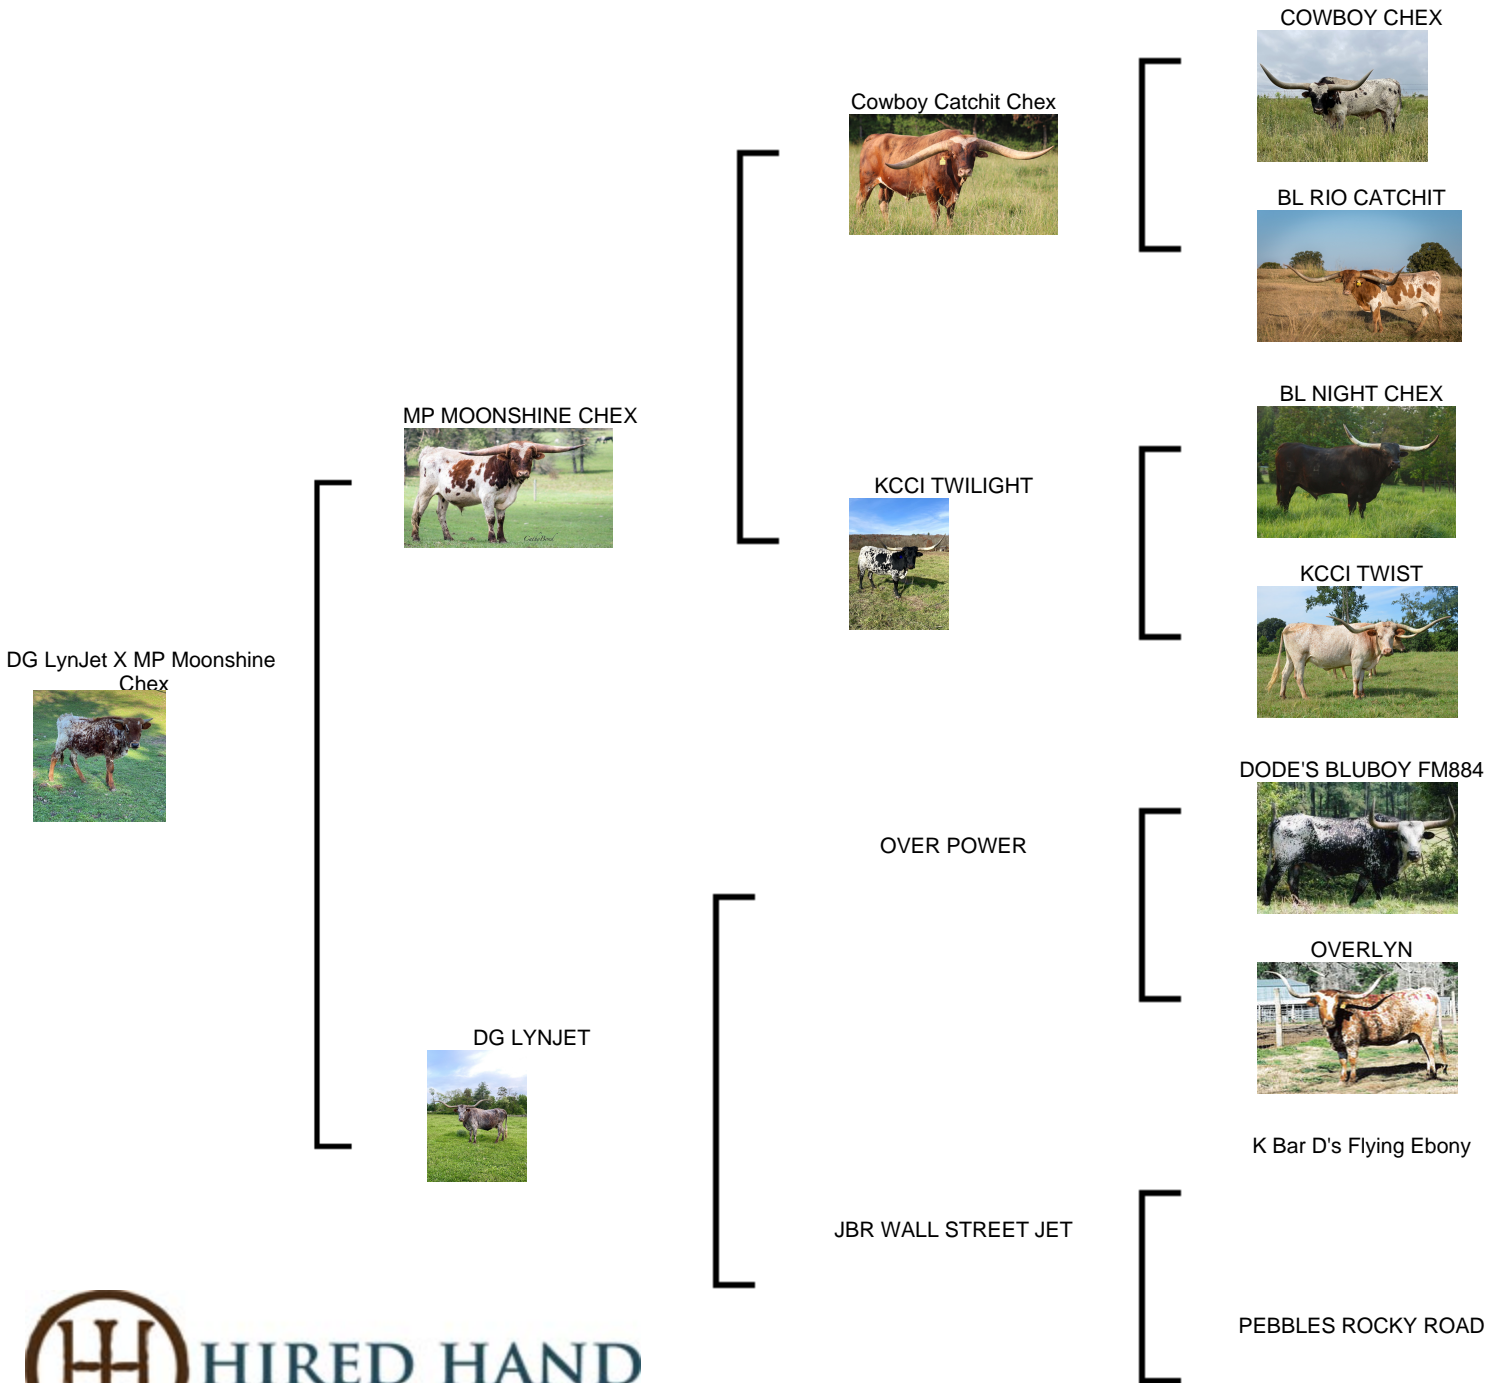 COWBOY CHEX
Cowboy Catchit Chex
BL RIO CATCHIT
MP MOONSHINE CHEX
BL NIGHT CHEX
KCCI TWILIGHT
KCCI TWIST
DG LynJet X MP Moonshine
Chex
DODE'S BLUBOY FM884
OVER POWER
OVERLYN
DG LYNJET
K Bar D's Flying Ebony
JBR WALL STREET JET
PEBBLES ROCKY ROAD
HIRED HAND